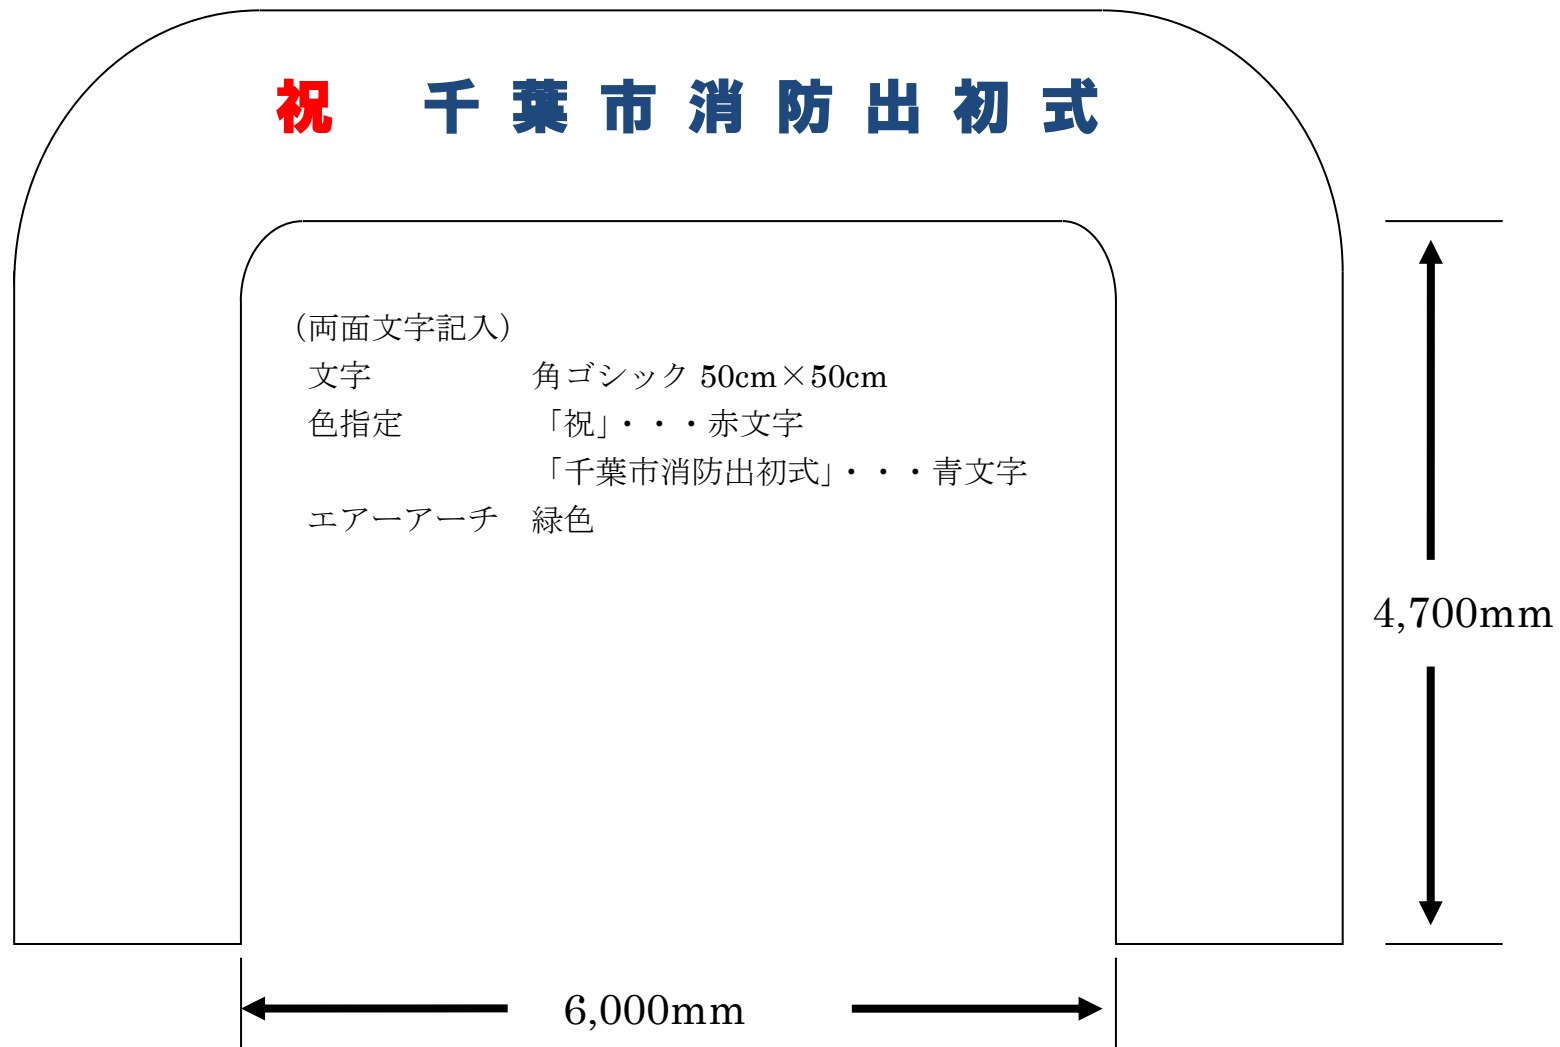 祝　千葉市消防出初式
（両面文字記入）
文字　角ゴシック 50cm×50cm
色指定　「祝」・・・赤文字
「千葉市消防出初式」・・・青文字
エアーアーチ　緑色
4,700mm
6,000mm